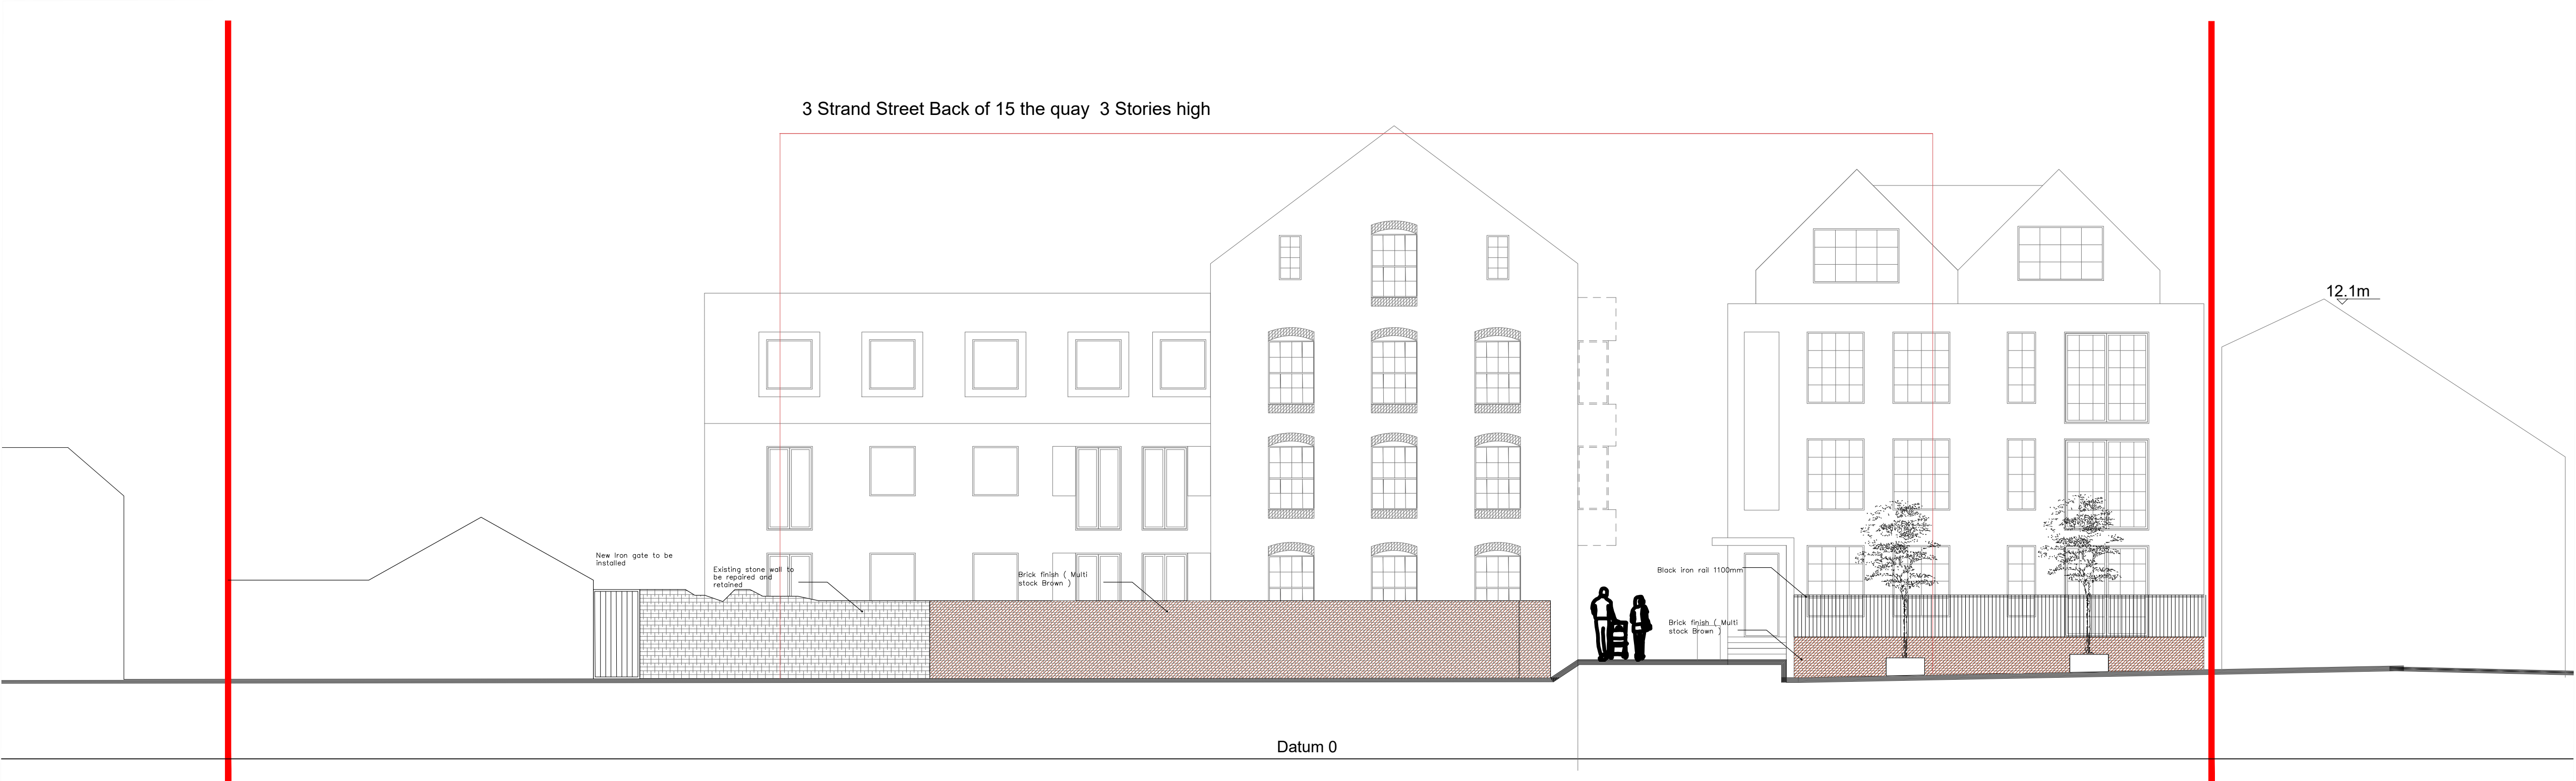 3 Strand Street Back of 15 the quay  3 Stories high
12.1m
New Iron gate to be
installed
Existing stone wall to
be repaired and
retained
Brick finish ( Multi
stock Brown )
Black iron rail 1100mm
Brick finish ( Multi
stock Brown )
Datum 0